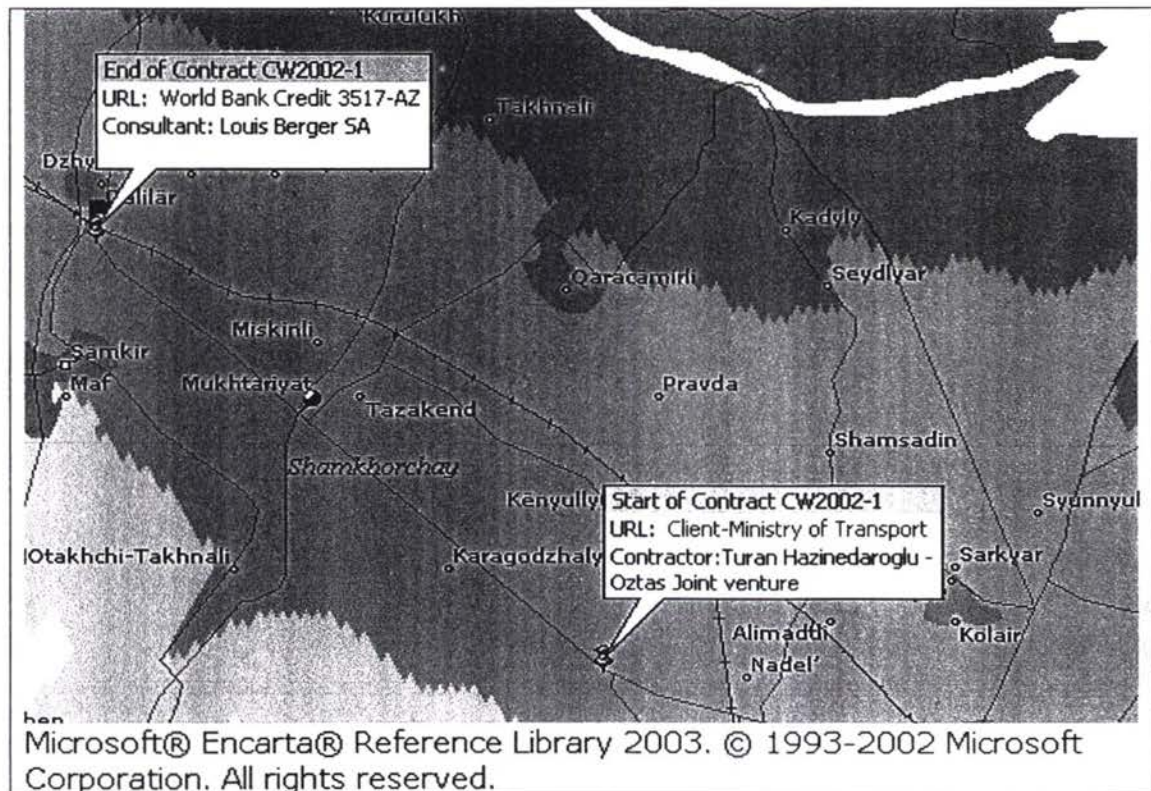 Kurulukh
End of Contract CW2002-1
URL: World Bank Credit 3517-AZ
Consultant: Louis Berger SA
Takhnali
Kadyly
Qaracamirli
Seydlyar
Miskinli
Samkir
Maf
Mukhtariyat
Tazakend
Pravda
Shamkhorchay
Shamsadin
Start of Contract CW2002-1
URL: Client-Ministry of Transport
Contractor:Turan Hazinedaroglu -
Oztas Joint venture
Syunnyul
Otakhchi-Takhnali
Karagodzhaly
Sarkyar
Alimaddi
Kolair
Nadel'
Microsoft® Encarta® Reference Library 2003. © 1993-2002 Microsoft
Corporation. All rights reserved.